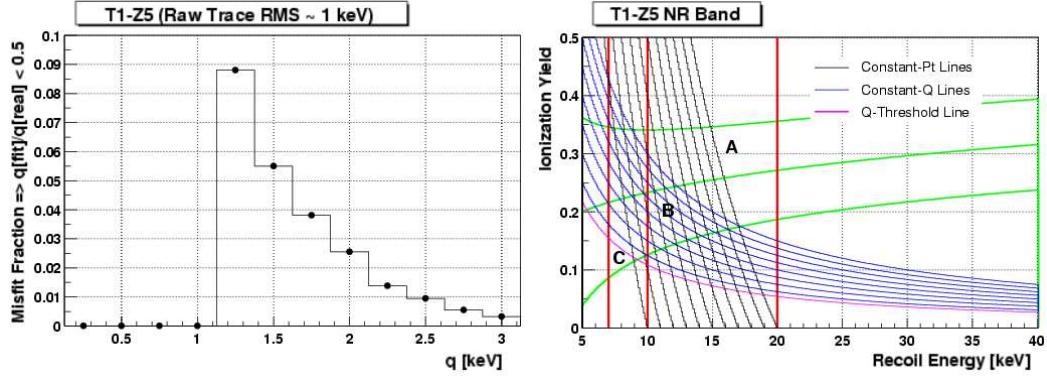 T1-Z5 (Raw Trace RMS ~ 1 keV)
Misfit Fraction => q[fit]/q[real] < 0.5
0.1
0.09
0.08
0.07
0.06
0.05
0.04
0.03
0.02
0.01
0
0.5 1 1.5 2 2.5 3
q [keV]
T1-Z5 NR Band
Ionization Yield
0.5
0.4
0.3
0.2
0.1
0
Constant-Pt Lines
Constant-Q Lines
Q-Threshold Line
A
B
C
5 10 15 20 25 30 35 40
Recoil Energy [keV]